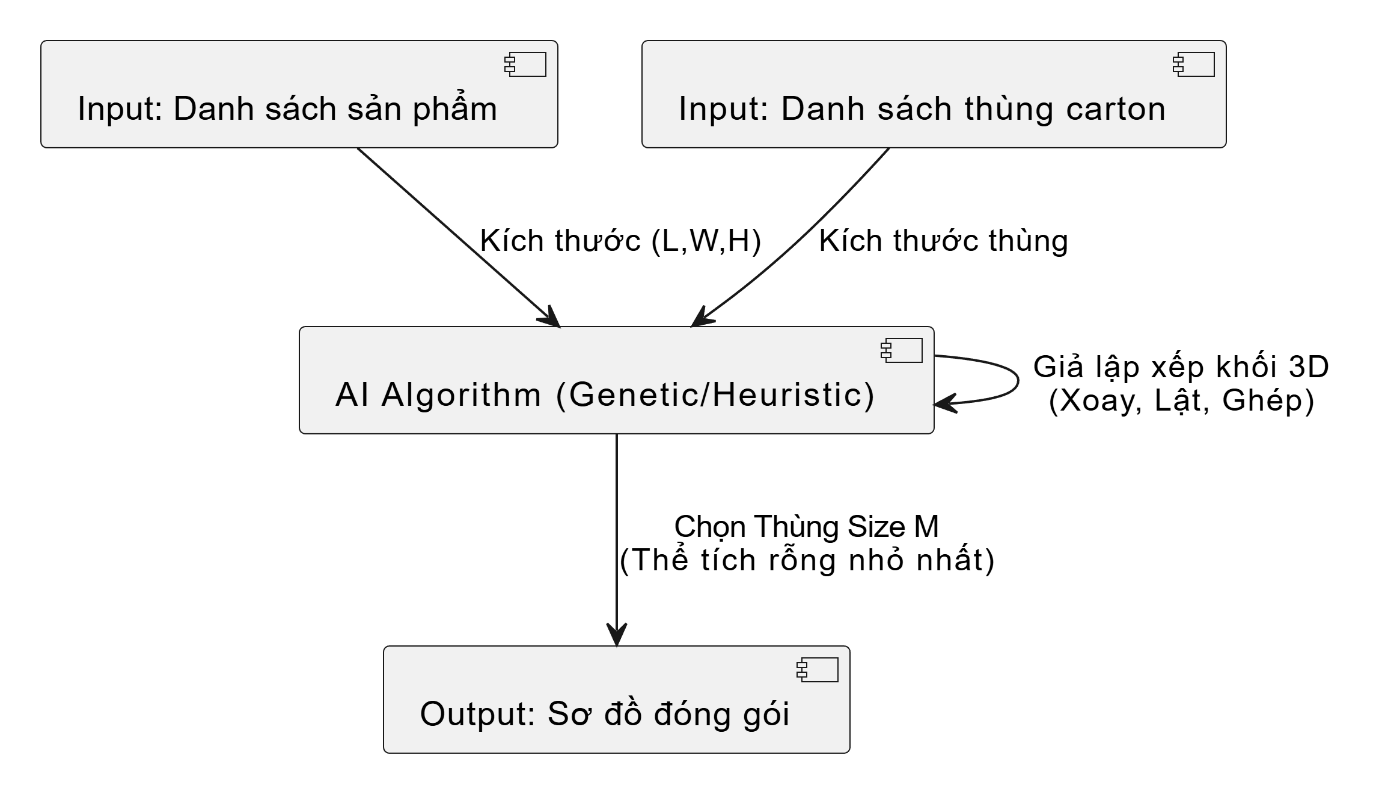 Input: Danh sách sản phẩm
Input: Danh sách thùng carton
Kích thước (L,W,H)
Kích thước thùng
AI Algorithm (Genetic/Heuristic)
Giả lập xếp khối 3D
(Xoay, Lật, Ghép)
Chọn Thùng Size M
(Thể tích rỗng nhỏ nhất)
Output: Sơ đồ đóng gói